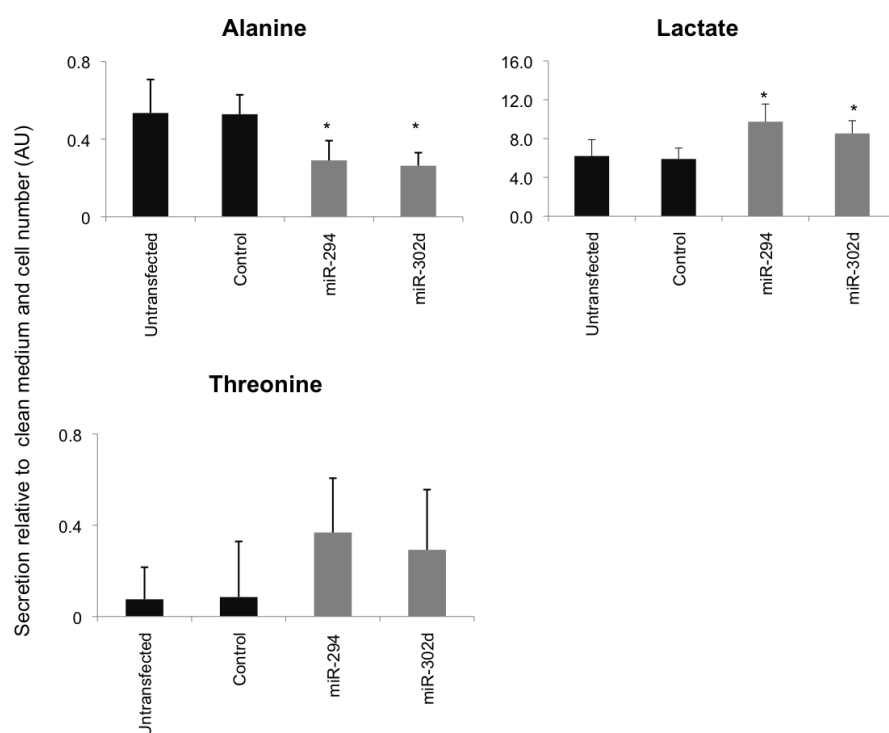 Secretion relative to clean medium and cell number (AU)
Alanine
0.8
0.4
0
*
*
Untransfected
Control
miR-294
miR-302d
Lactate
16.0
12.0
8.0
4.0
0.0
*
*
Untransfected
Control
miR-294
miR-302d
Threonine
0.8
0.4
0
Untransfected
Control
miR-294
miR-302d